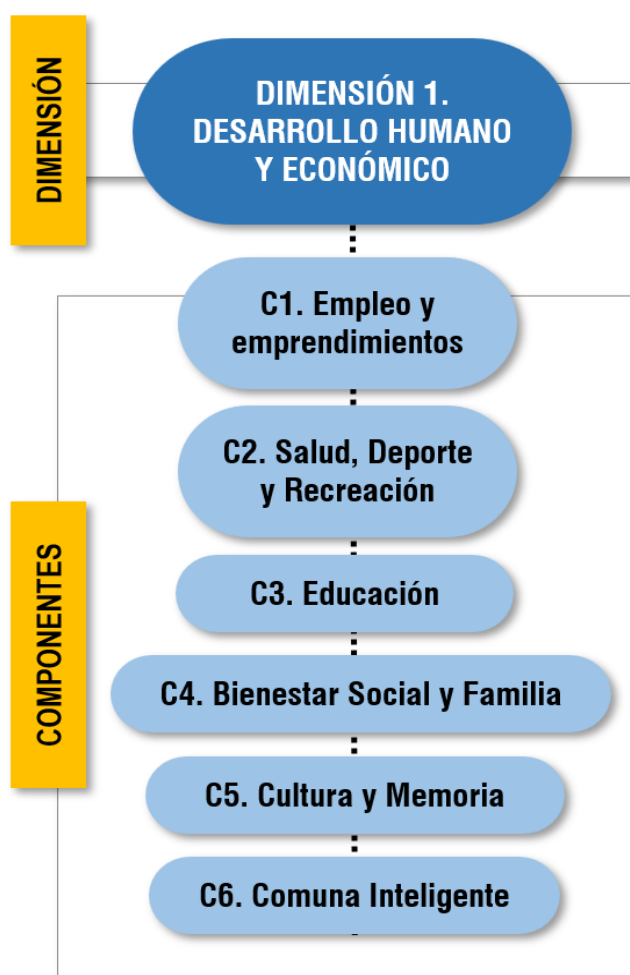 DIMENSIÓN
DIMENSIÓN 1.
DESARROLLO HUMANO
Y ECONÓMICO
COMPONENTES
C1. Empleo y
emprendimientos
C2. Salud, Deporte
y Recreación
C3. Educación
C4. Bienestar Social y Familia
C5. Cultura y Memoria
C6. Comuna Inteligente